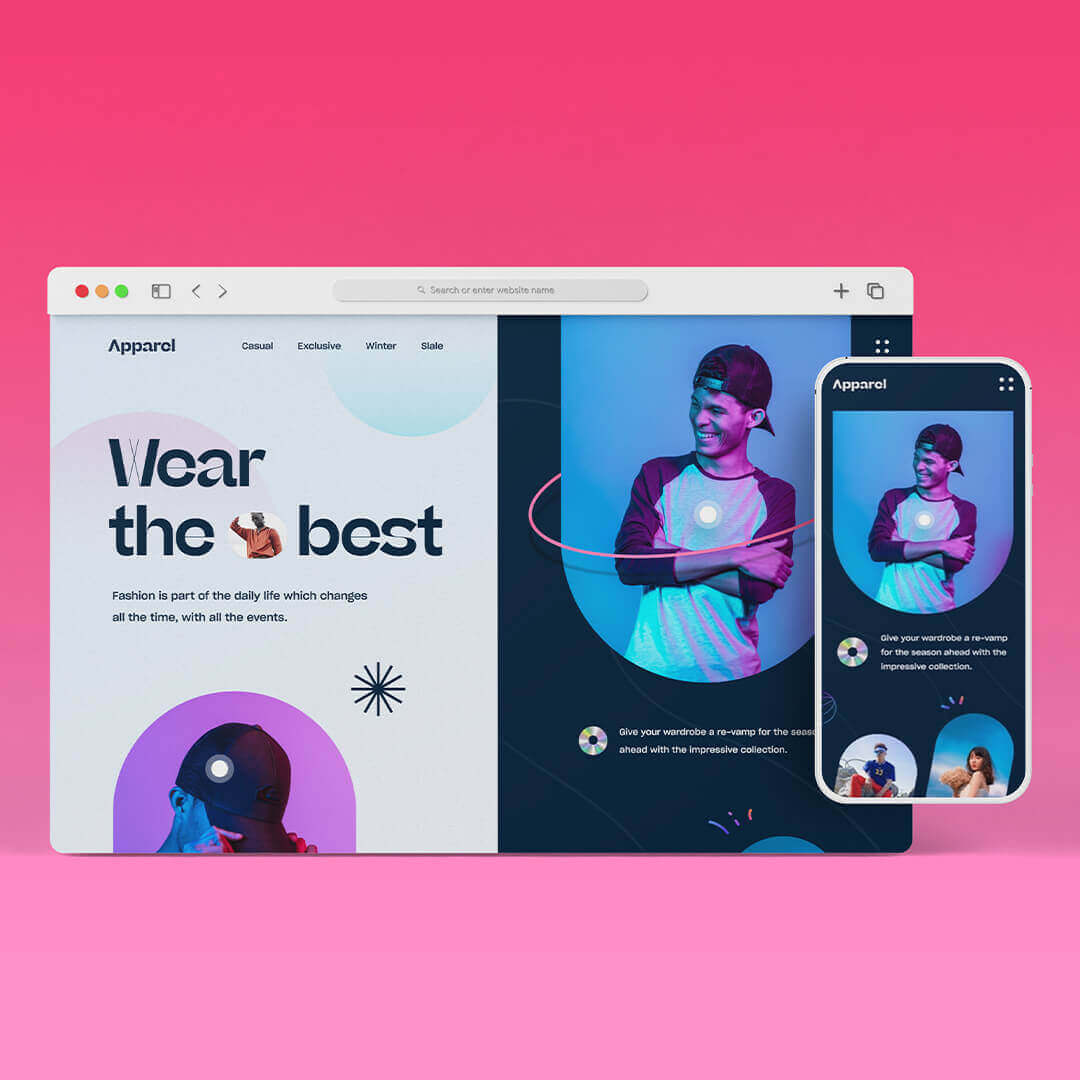 Search or enter website name
Apparel
Casual Exclusive Winter Slale
Wear
the best
Fashion is part of the daily life which changes
all the time, with all the events.
Give your wardrobe a re-vamp for the seaso
ahead with the impressive collection.
Apparel
Give your wardrobe a re-vamp
for the season ahead with the
impressive collection.